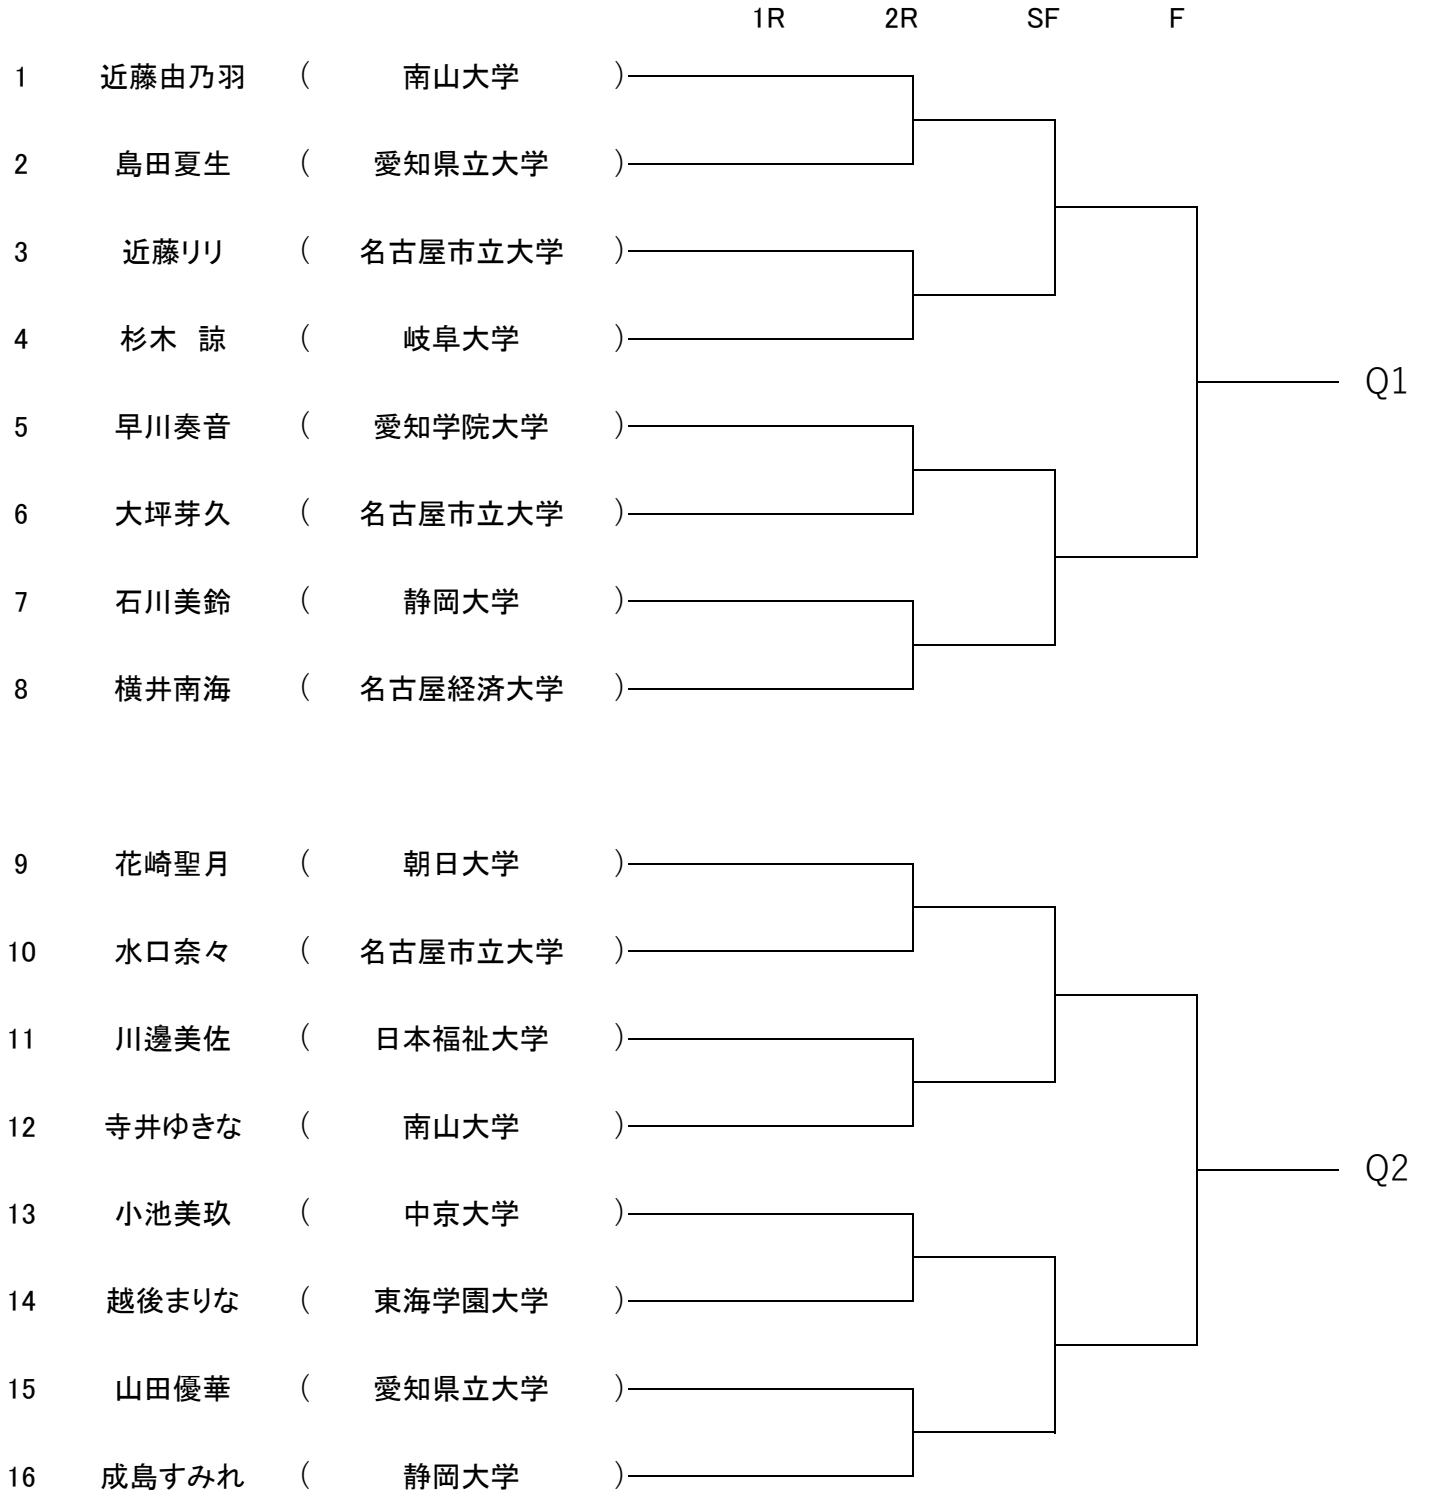 1R 2R SF F
1 近藤由乃羽 ( 南山大学 )
2 島田夏生 ( 愛知県立大学 )
3 近藤リリ ( 名古屋市立大学 )
4 杉木　諒 ( 岐阜大学 )
Q1
5 早川奏音 ( 愛知学院大学 )
6 大坪芽久 ( 名古屋市立大学 )
7 石川美鈴 ( 静岡大学 )
8 横井南海 ( 名古屋経済大学 )
9 花崎聖月 ( 朝日大学 )
10 水口奈々 ( 名古屋市立大学 )
11 川邊美佐 ( 日本福祉大学 )
12 寺井ゆきな ( 南山大学 )
Q2
13 小池美玖 ( 中京大学 )
14 越後まりな ( 東海学園大学 )
15 山田優華 ( 愛知県立大学 )
16 成島すみれ ( 静岡大学 )